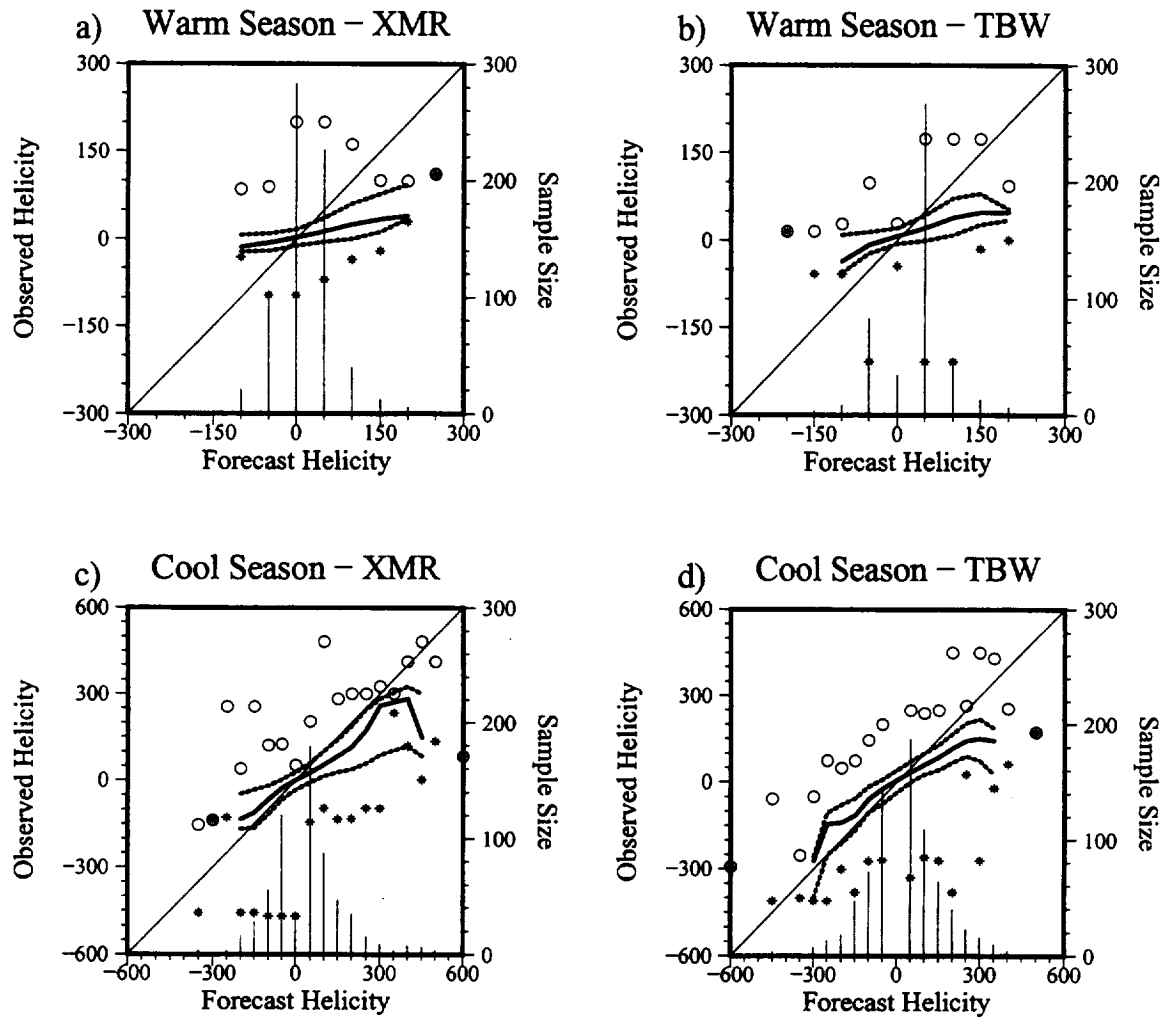 a) Warm Season – XMR
300
150
0
−150
−300
Observed Helicity
300
200
100
0
Sample Size
−300 −150 0 150 300
Forecast Helicity
b) Warm Season – TBW
300
150
0
−150
−300
Observed Helicity
300
200
100
0
Sample Size
−300 −150 0 150 300
Forecast Helicity
c) Cool Season – XMR
600
300
0
−300
−600
Observed Helicity
300
200
100
0
Sample Size
−600 −300 0 300 600
Forecast Helicity
d) Cool Season – TBW
600
300
0
−300
−600
Observed Helicity
300
200
100
0
Sample Size
−600 −300 0 300 600
Forecast Helicity